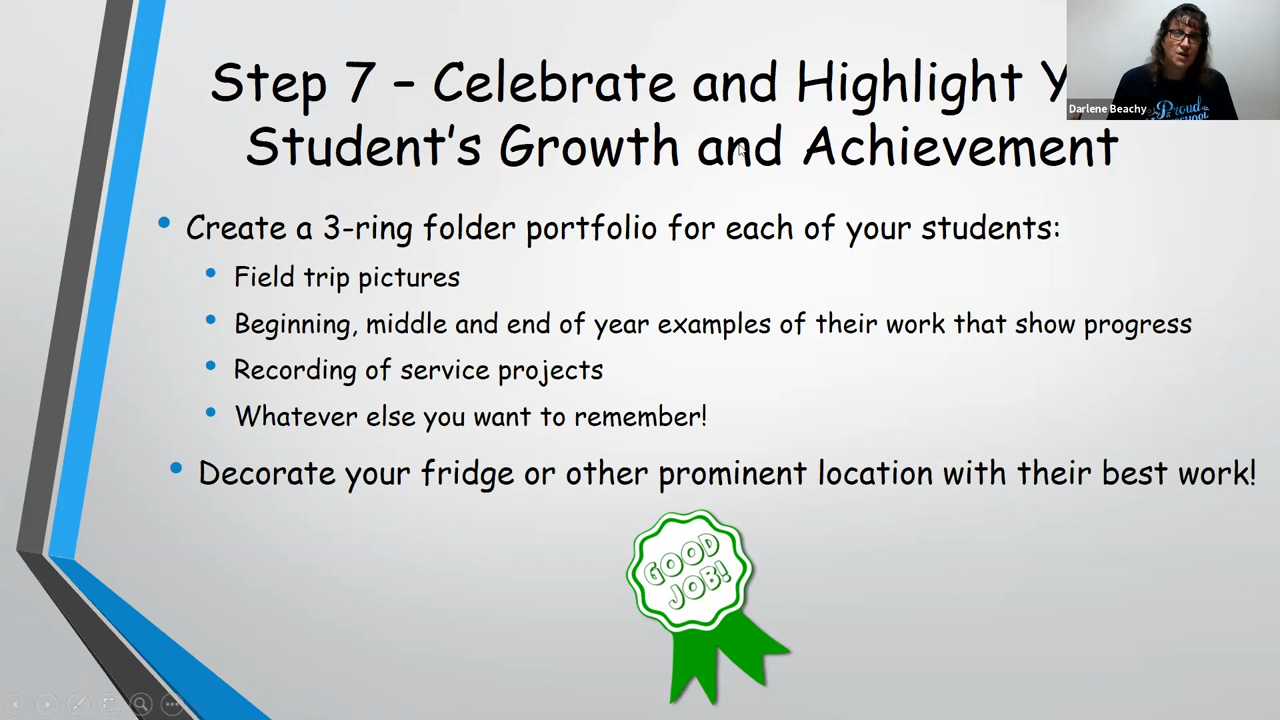 Step 7 – Celebrate and Highlight Y
Student's Growth and Achievement
Darlene Beachy
Proud
• Create a 3-ring folder portfolio for each of your students:
• Field trip pictures
• Beginning, middle and end of year examples of their work that show progress
• Recording of service projects
• Whatever else you want to remember!
• Decorate your fridge or other prominent location with their best work!
GOOD
JOB!